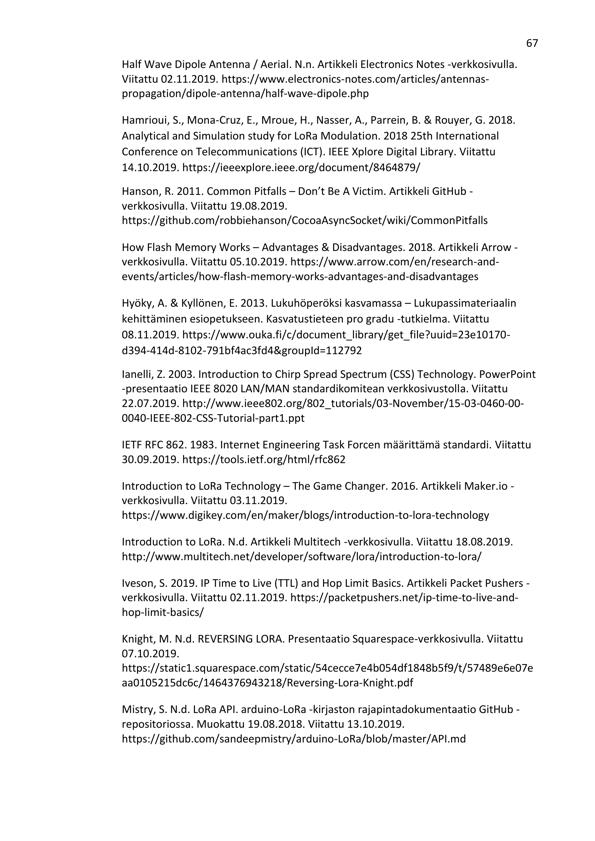 67
Half Wave Dipole Antenna / Aerial. N.n. Artikkeli Electronics Notes -verkkosivulla.
Viitattu 02.11.2019. https://www.electronics-notes.com/articles/antennas-
propagation/dipole-antenna/half-wave-dipole.php
Hamrioui, S., Mona-Cruz, E., Mroue, H., Nasser, A., Parrein, B. & Rouyer, G. 2018.
Analytical and Simulation study for LoRa Modulation. 2018 25th International
Conference on Telecommunications (ICT). IEEE Xplore Digital Library. Viitattu
14.10.2019. https://ieeexplore.ieee.org/document/8464879/
Hanson, R. 2011. Common Pitfalls – Don't Be A Victim. Artikkeli GitHub -
verkkosivulla. Viitattu 19.08.2019.
https://github.com/robbiehanson/CocoaAsyncSocket/wiki/CommonPitfalls
How Flash Memory Works – Advantages & Disadvantages. 2018. Artikkeli Arrow -
verkkosivulla. Viitattu 05.10.2019. https://www.arrow.com/en/research-and-
events/articles/how-flash-memory-works-advantages-and-disadvantages
Hyöky, A. & Kyllönen, E. 2013. Lukuhöperöksi kasvamassa – Lukupassimateriaalin
kehittäminen esiopetukseen. Kasvatustieteen pro gradu -tutkielma. Viitattu
08.11.2019. https://www.ouka.fi/c/document_library/get_file?uuid=23e10170-
d394-414d-8102-791bf4ac3fd4&groupId=112792
Ianelli, Z. 2003. Introduction to Chirp Spread Spectrum (CSS) Technology. PowerPoint
-presentaatio IEEE 8020 LAN/MAN standardikomitean verkkosivustolla. Viitattu
22.07.2019. http://www.ieee802.org/802_tutorials/03-November/15-03-0460-00-
0040-IEEE-802-CSS-Tutorial-part1.ppt
IETF RFC 862. 1983. Internet Engineering Task Forcen määrittämä standardi. Viitattu
30.09.2019. https://tools.ietf.org/html/rfc862
Introduction to LoRa Technology – The Game Changer. 2016. Artikkeli Maker.io -
verkkosivulla. Viitattu 03.11.2019.
https://www.digikey.com/en/maker/blogs/introduction-to-lora-technology
Introduction to LoRa. N.d. Artikkeli Multitech -verkkosivulla. Viitattu 18.08.2019.
http://www.multitech.net/developer/software/lora/introduction-to-lora/
Iveson, S. 2019. IP Time to Live (TTL) and Hop Limit Basics. Artikkeli Packet Pushers -
verkkosivulla. Viitattu 02.11.2019. https://packetpushers.net/ip-time-to-live-and-
hop-limit-basics/
Knight, M. N.d. REVERSING LORA. Presentaatio Squarespace-verkkosivulla. Viitattu
07.10.2019.
https://static1.squarespace.com/static/54cecce7e4b054df1848b5f9/t/57489e6e07e
aa0105215dc6c/1464376943218/Reversing-Lora-Knight.pdf
Mistry, S. N.d. LoRa API. arduino-LoRa -kirjaston rajapintadokumentaatio GitHub -
repositoriossa. Muokattu 19.08.2018. Viitattu 13.10.2019.
https://github.com/sandeepmistry/arduino-LoRa/blob/master/API.md